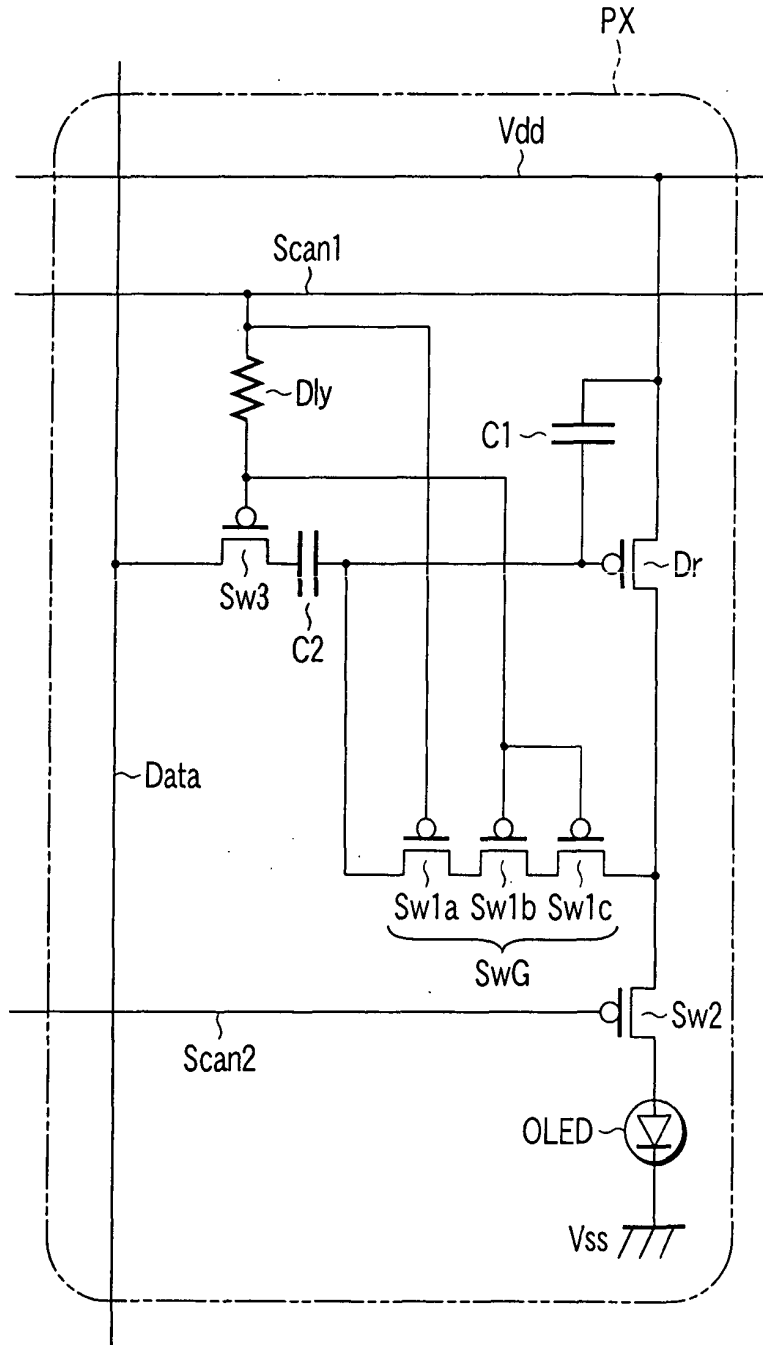 PX
Vdd
Scan1
Dly
C1
Sw3
C2
Dr
Data
Sw1a Sw1b Sw1c
SwG
Scan2
Sw2
OLED
Vss